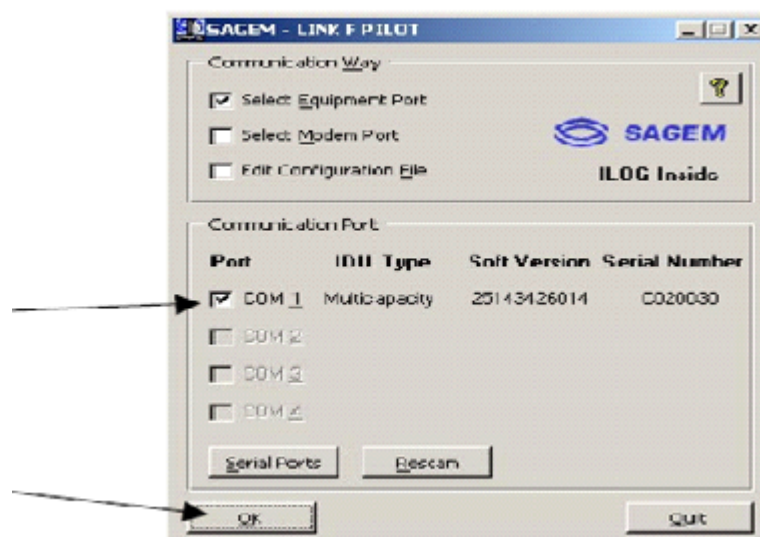 SAGEM - LINK F PILOT
Communication Way
Select Equipment Port
?
Select Modem Port
SAGEM
Edit Configuration File
ILOG Inside
Communication Port
Port IDU Type Soft Version Serial Number
COM 1 Multicapacity 25143426014 C020030
COM 2
COM 3
COM 4
Serial Ports Rescan
OK Quit